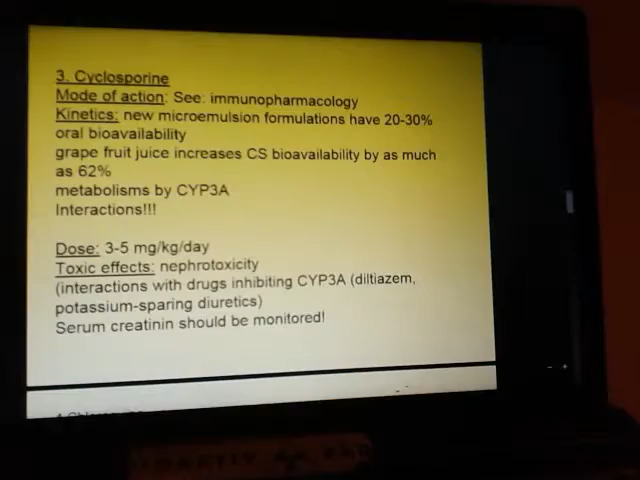 3. Cyclosporine
Mode of action: See: immunopharmacology
Kinetics: new microemulsion formulations have 20-30%
oral bioavailability
grape fruit juice increases CS bioavailability by as much
as 62%
metabolisms by CYP3A
Interactions!!!
Dose: 3-5 mg/kg/day
Toxic effects: nephrotoxicity
(interactions with drugs inhibiting CYP3A (diltiazem,
potassium-sparing diuretics)
Serum creatinin should be monitored!